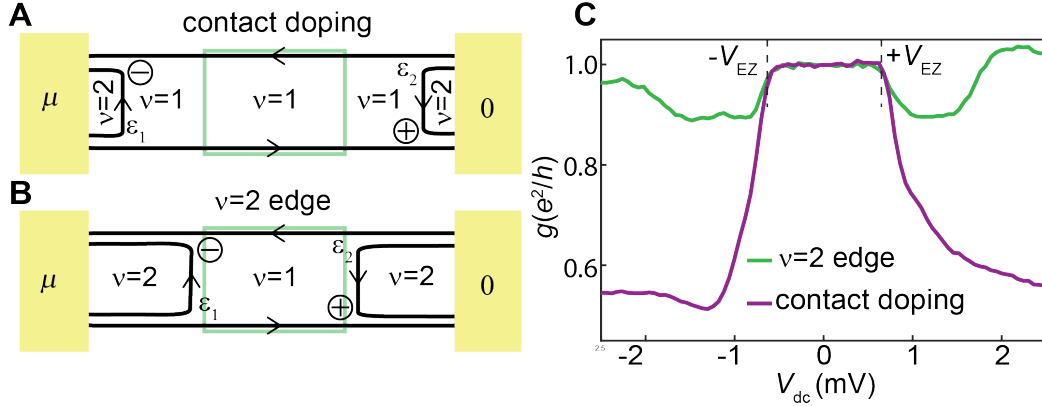 A
contact doping
μ
ν=2
ε1
−
ν=1
ν=1
ν=1
ε2
+
ν=2
0
B
ν=2 edge
μ
ν=2
ε1
−
ν=1
ε2
+
ν=2
0
C
-VEZ
+VEZ
g(e²/h)
1.0
0.8
0.6
ν=2 edge
contact doping
-2
-1
0
1
2
Vdc (mV)